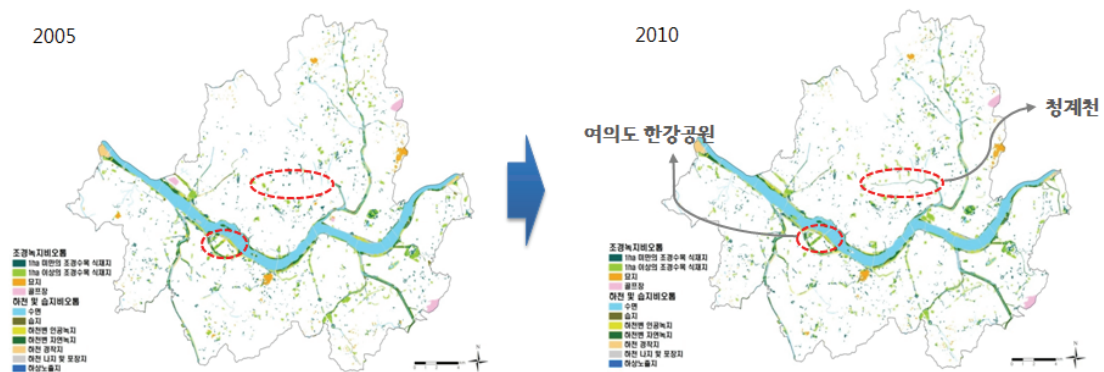 2005
조경녹지비오톱
1ha 미만의 조경수목 식재지
1ha 이상의 조경수목 식재지
묘지
골프장
하천 및 습지비오톱
수면
습지
하천변 인공녹지
하천변 자연녹지
하천 경작지
하천 나지 및 포장지
하상노출지
N
2010
청계천
여의도 한강공원
조경녹지비오톱
1ha 미만의 조경수목 식재지
1ha 이상의 조경수목 식재지
묘지
골프장
하천 및 습지비오톱
수면
습지
하천변 인공녹지
하천변 자연녹지
하천 경작지
하천 나지 및 포장지
하상노출지
N